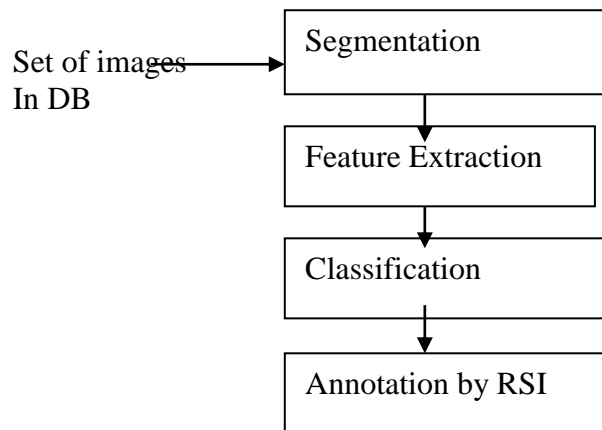 Segmentation
Set of images
In DB
Feature Extraction
Classification
Annotation by RSI